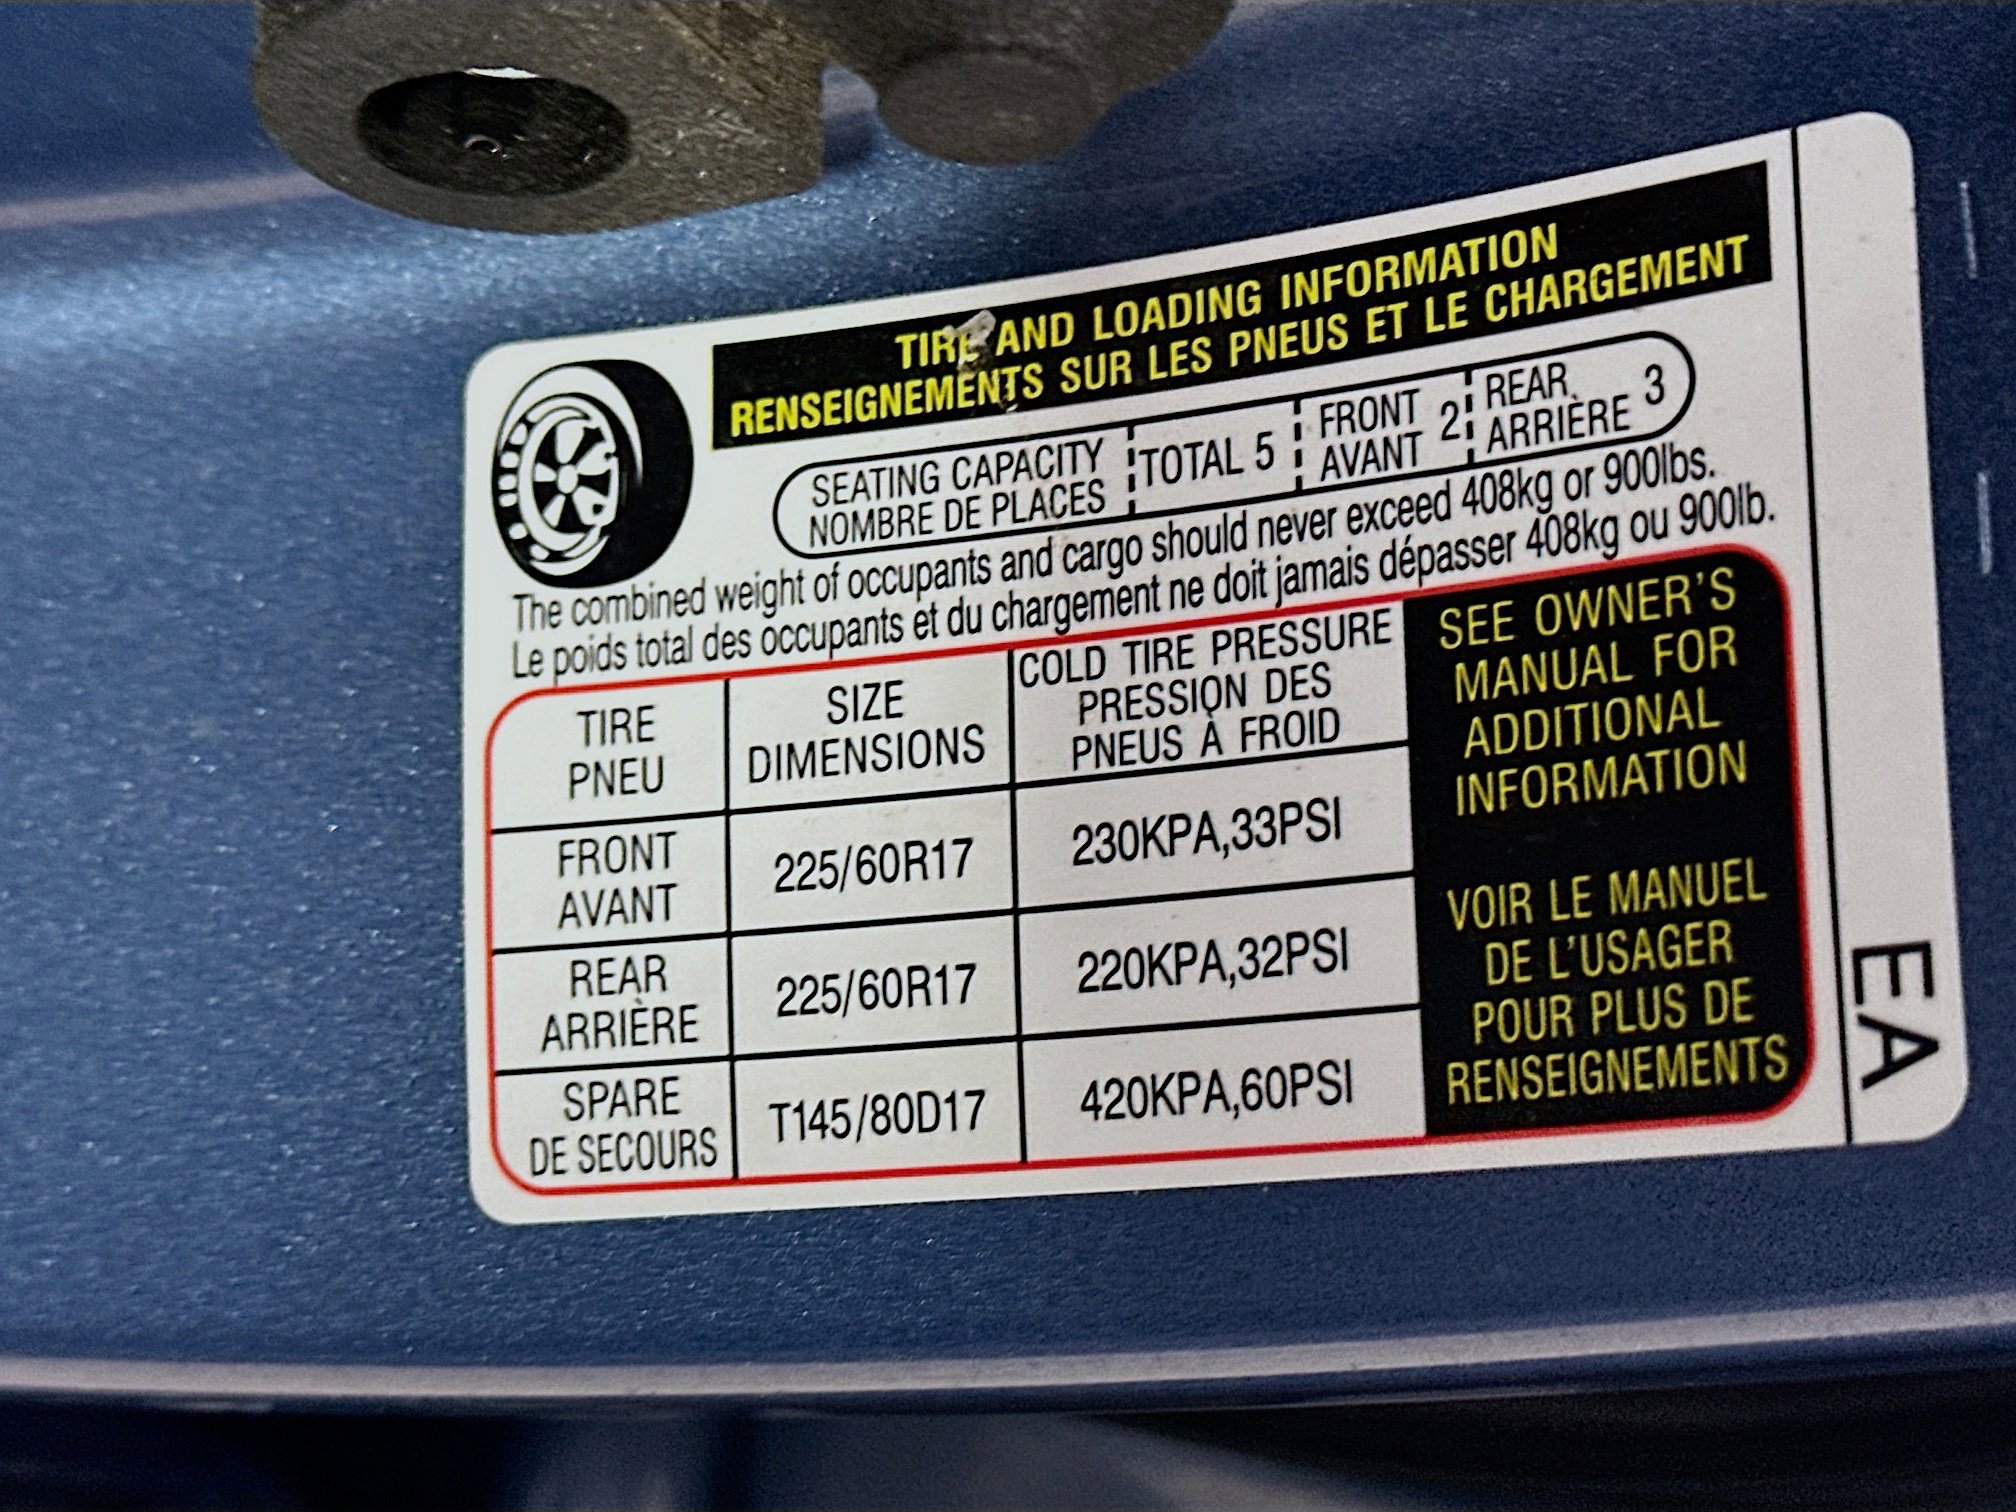 TIRE AND LOADING INFORMATION
RENSEIGNEMENTS SUR LES PNEUS ET LE CHARGEMENT
SEATING CAPACITY
NOMBRE DE PLACES
TOTAL 5
FRONT
AVANT
2
REAR
ARRIÈRE
3
The combined weight of occupants and cargo should never exceed 408kg or 900lbs.
Le poids total des occupants et du chargement ne doit jamais dépasser 408kg ou 900lb.
TIRE
PNEU
SIZE
DIMENSIONS
COLD TIRE PRESSURE
PRESSION DES
PNEUS À FROID
FRONT
AVANT
225/60R17
230KPA,33PSI
REAR
ARRIÈRE
225/60R17
220KPA,32PSI
SPARE
DE SECOURS
T145/80D17
420KPA,60PSI
SEE OWNER'S
MANUAL FOR
ADDITIONAL
INFORMATION
VOIR LE MANUEL
DE L'USAGER
POUR PLUS DE
RENSEIGNEMENTS
EA